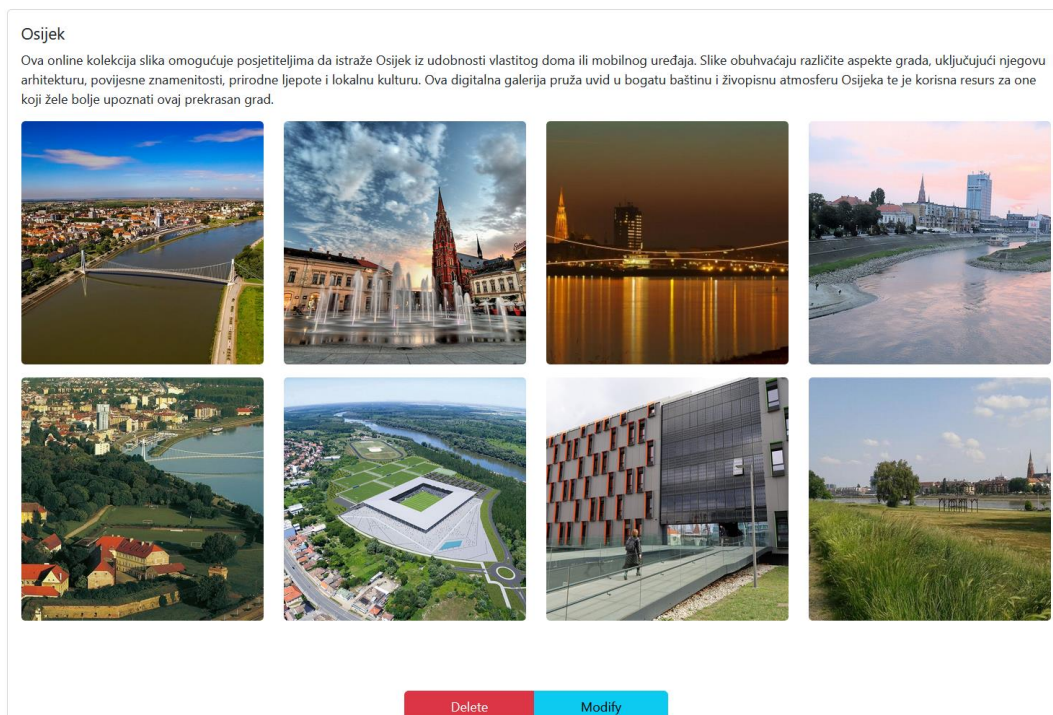 Osijek
Ova online kolekcija slika omogućuje posjetiteljima da istraže Osijek iz udobnosti vlastitog doma ili mobilnog uređaja. Slike obuhvaćaju različite aspekte grada, uključujući njegovu
arhitekturu, povijesne znamenitosti, prirodne ljepote i lokalnu kulturu. Ova digitalna galerija pruža uvid u bogatu baštinu i živopisnu atmosferu Osijeka te je korisna resurs za one
koji žele bolje upoznati ovaj prekrasan grad.
Delete Modify